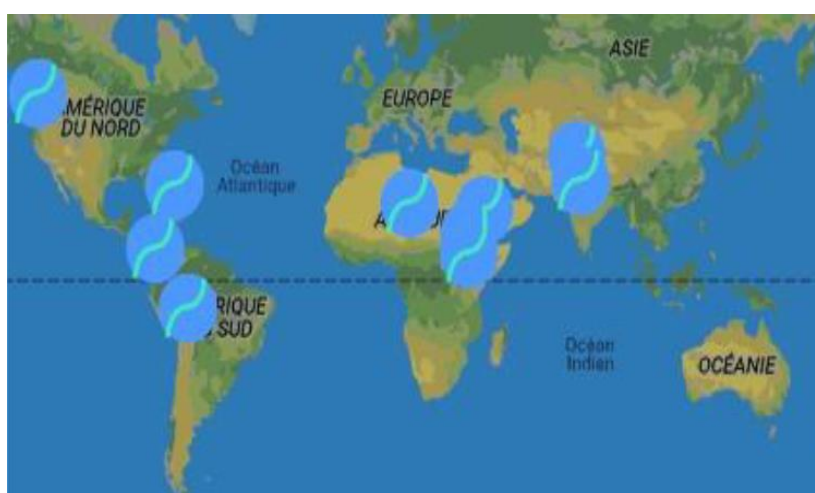 ASIE
EUROPE
MÉRIQUE
DU NORD
Océan
Atlantique
A
RIQUE
SUD
Océan
Indien
OCÉANIE